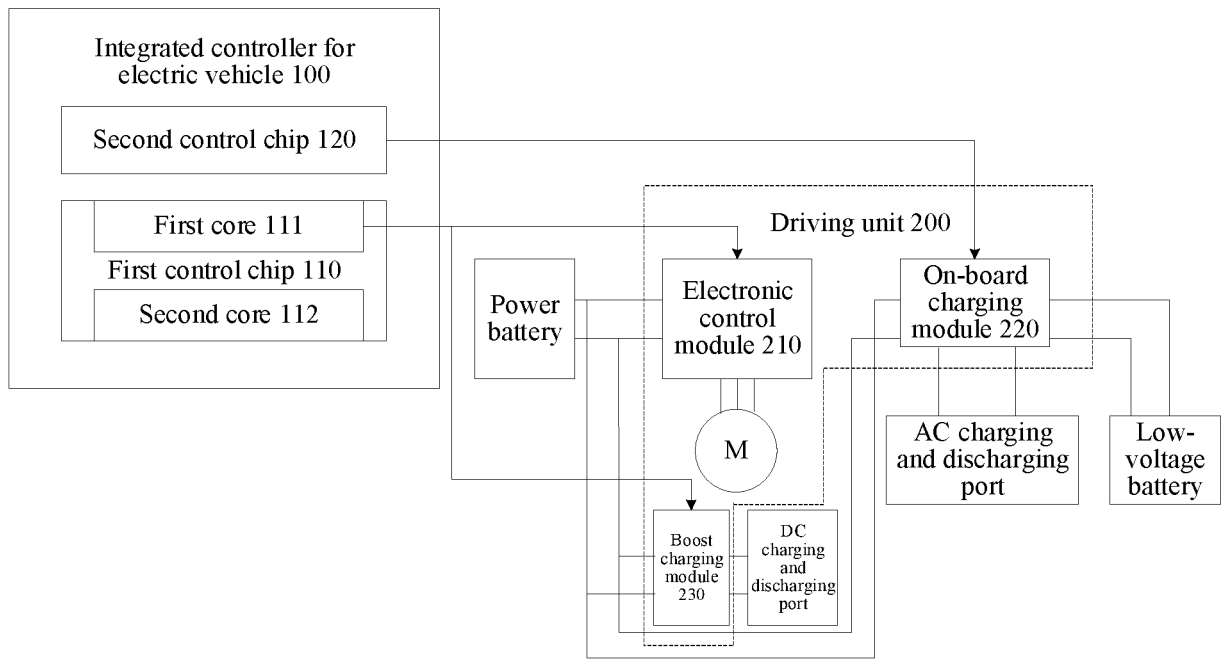 Integrated controller for
electric vehicle 100
Second control chip 120
First core 111
First control chip 110
Second core 112
Driving unit 200
Power
battery
Electronic
control
module 210
On-board
charging
module 220
M
AC charging
and discharging
port
Low-
voltage
battery
Boost
charging
module
230
DC
charging
and
discharging
port